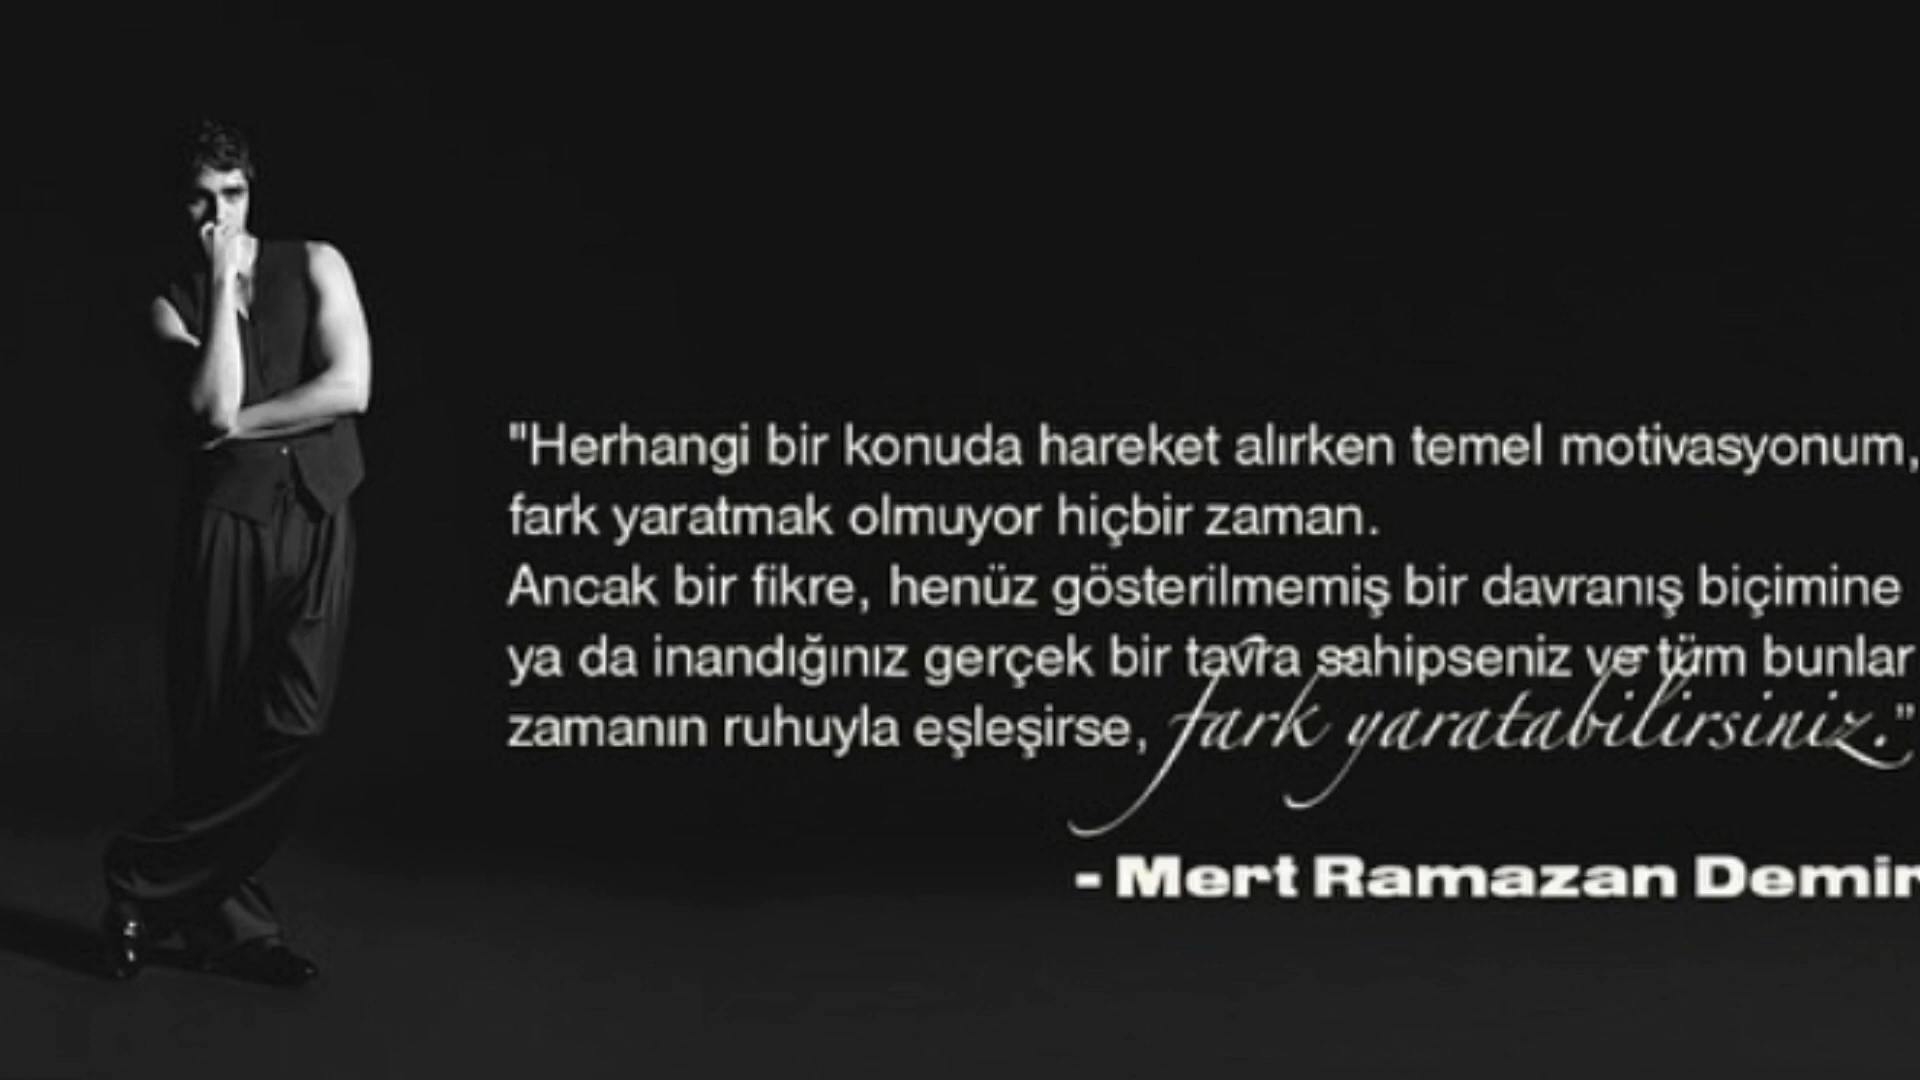 "Herhangi bir konuda hareket alırken temel motivasyonum,
fark yaratmak olmuyor hiçbir zaman.
Ancak bir fikre, henüz gösterilmemiş bir davranış biçimine
ya da inandığınız gerçek bir tavra sahipseniz ve tüm bunlar
zamanın ruhuyla eşleşirse, fark yaratabilirsiniz."
- Mert Ramazan Demir